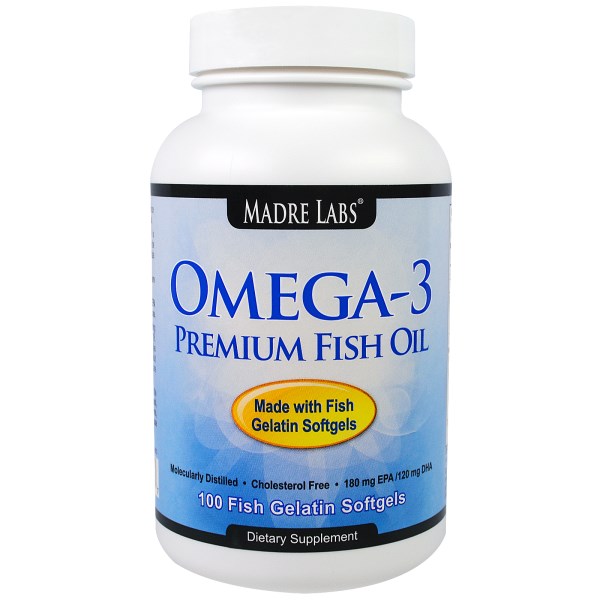 MADRE LABS®
OMEGA-3
PREMIUM FISH OIL
Made with Fish
Gelatin Softgels
Molecularly Distilled • Cholesterol Free • 180 mg EPA/120 mg DHA
100 Fish Gelatin Softgels
Dietary Supplement